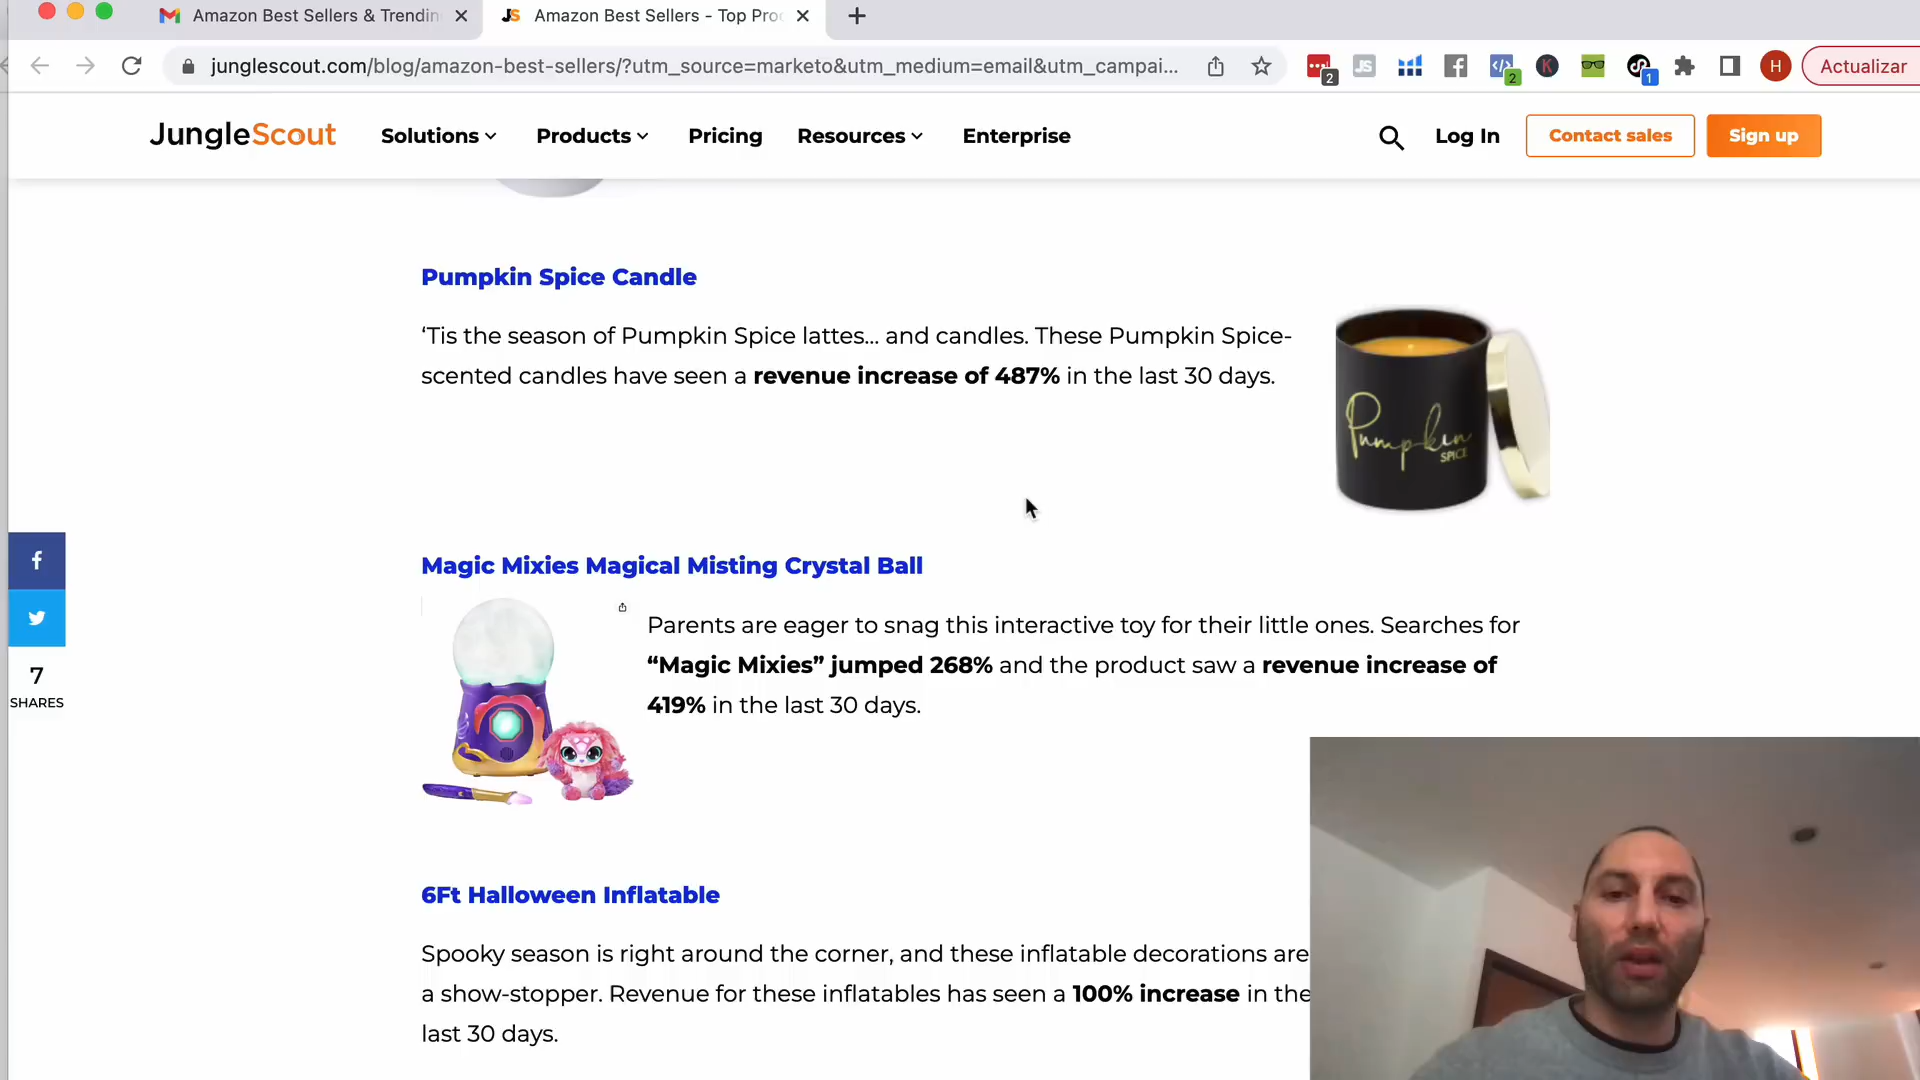 Amazon Best Sellers & Trendin
JS Amazon Best Sellers - Top Pro
junglescout.com/blog/amazon-best-sellers/?utm_source=marketo&utm_medium=email&utm_campai...
2
JS
2
K
1
H
Actualizar
JungleScout
Solutions
Products
Pricing
Resources
Enterprise
Log In
Contact sales
Sign up
Pumpkin Spice Candle
‘Tis the season of Pumpkin Spice lattes... and candles. These Pumpkin Spice-
scented candles have seen a revenue increase of 487% in the last 30 days.
Pumpkin
SPICE
Magic Mixies Magical Misting Crystal Ball
Parents are eager to snag this interactive toy for their little ones. Searches for
“Magic Mixies” jumped 268% and the product saw a revenue increase of
419% in the last 30 days.
7
SHARES
6Ft Halloween Inflatable
Spooky season is right around the corner, and these inflatable decorations are
a show-stopper. Revenue for these inflatables has seen a 100% increase in the
last 30 days.